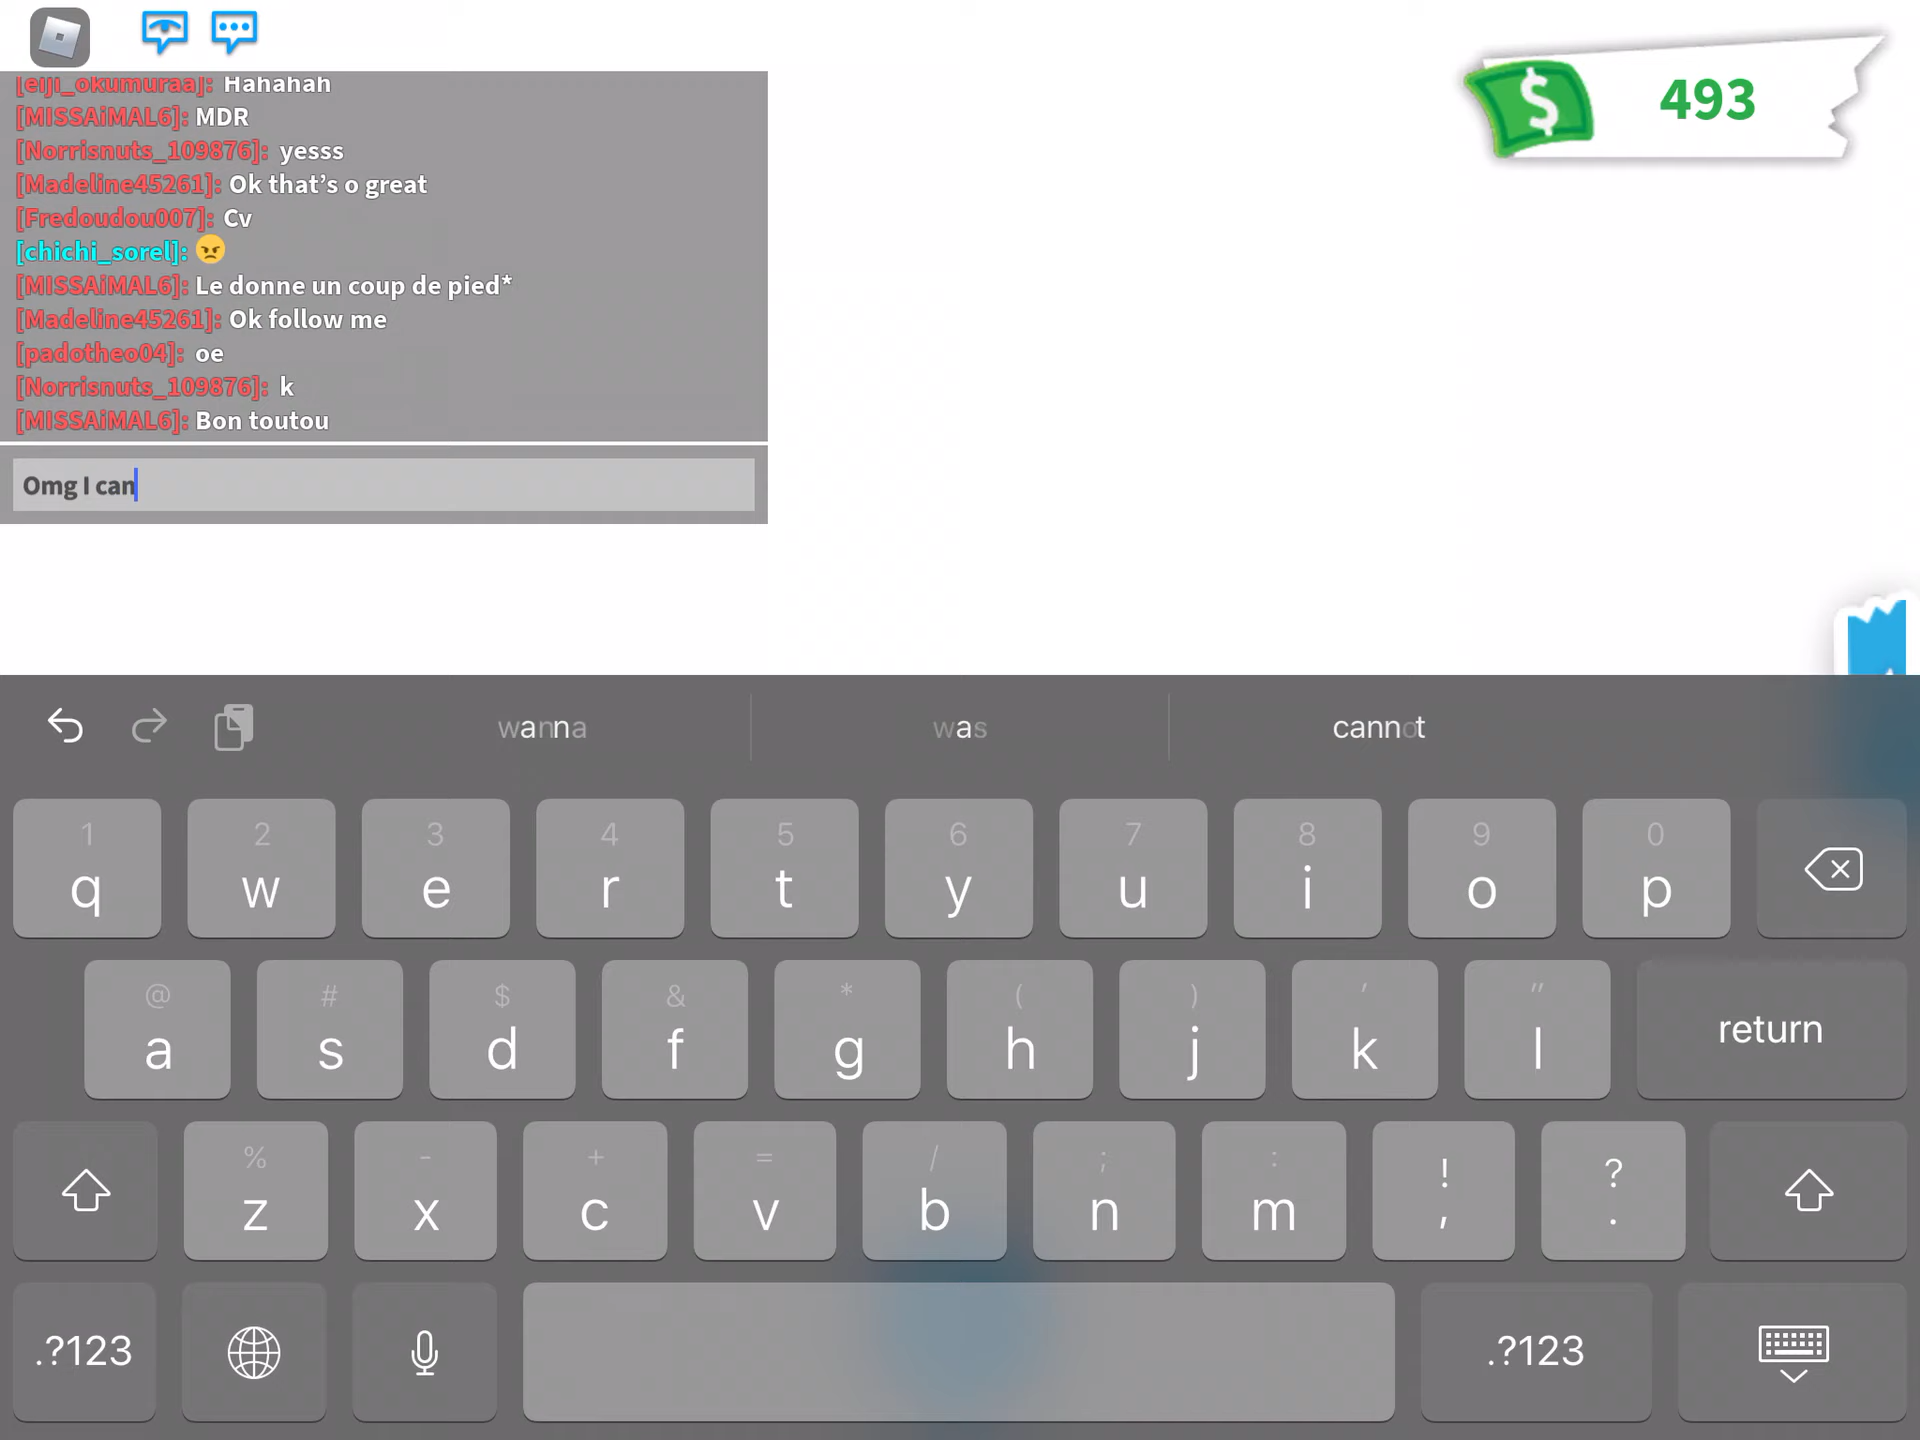 [eiji_okumuraa]: Hahahah
[MISSAiMAL6]: MDR
[Norrisnuts_109876]: yesss
[Madeline45261]: Ok that’s o great
[Fredoudou007]: Cv
[chichi_sorel]: 😠
[MISSAiMAL6]: Le donne un coup de pied*
[Madeline45261]: Ok follow me
[padotheo04]: oe
[Norrisnuts_109876]: k
[MISSAiMAL6]: Bon toutou
Omg I can
$ 493
wanna was cannot
1 2 3 4 5 6 7 8 9 0
q w e r t y u i o p
@ # $ & * ( ) ' "
a s d f g h j k l return
% - + = / ; : ! ?
z x c v b n m , .
.?123 .?123